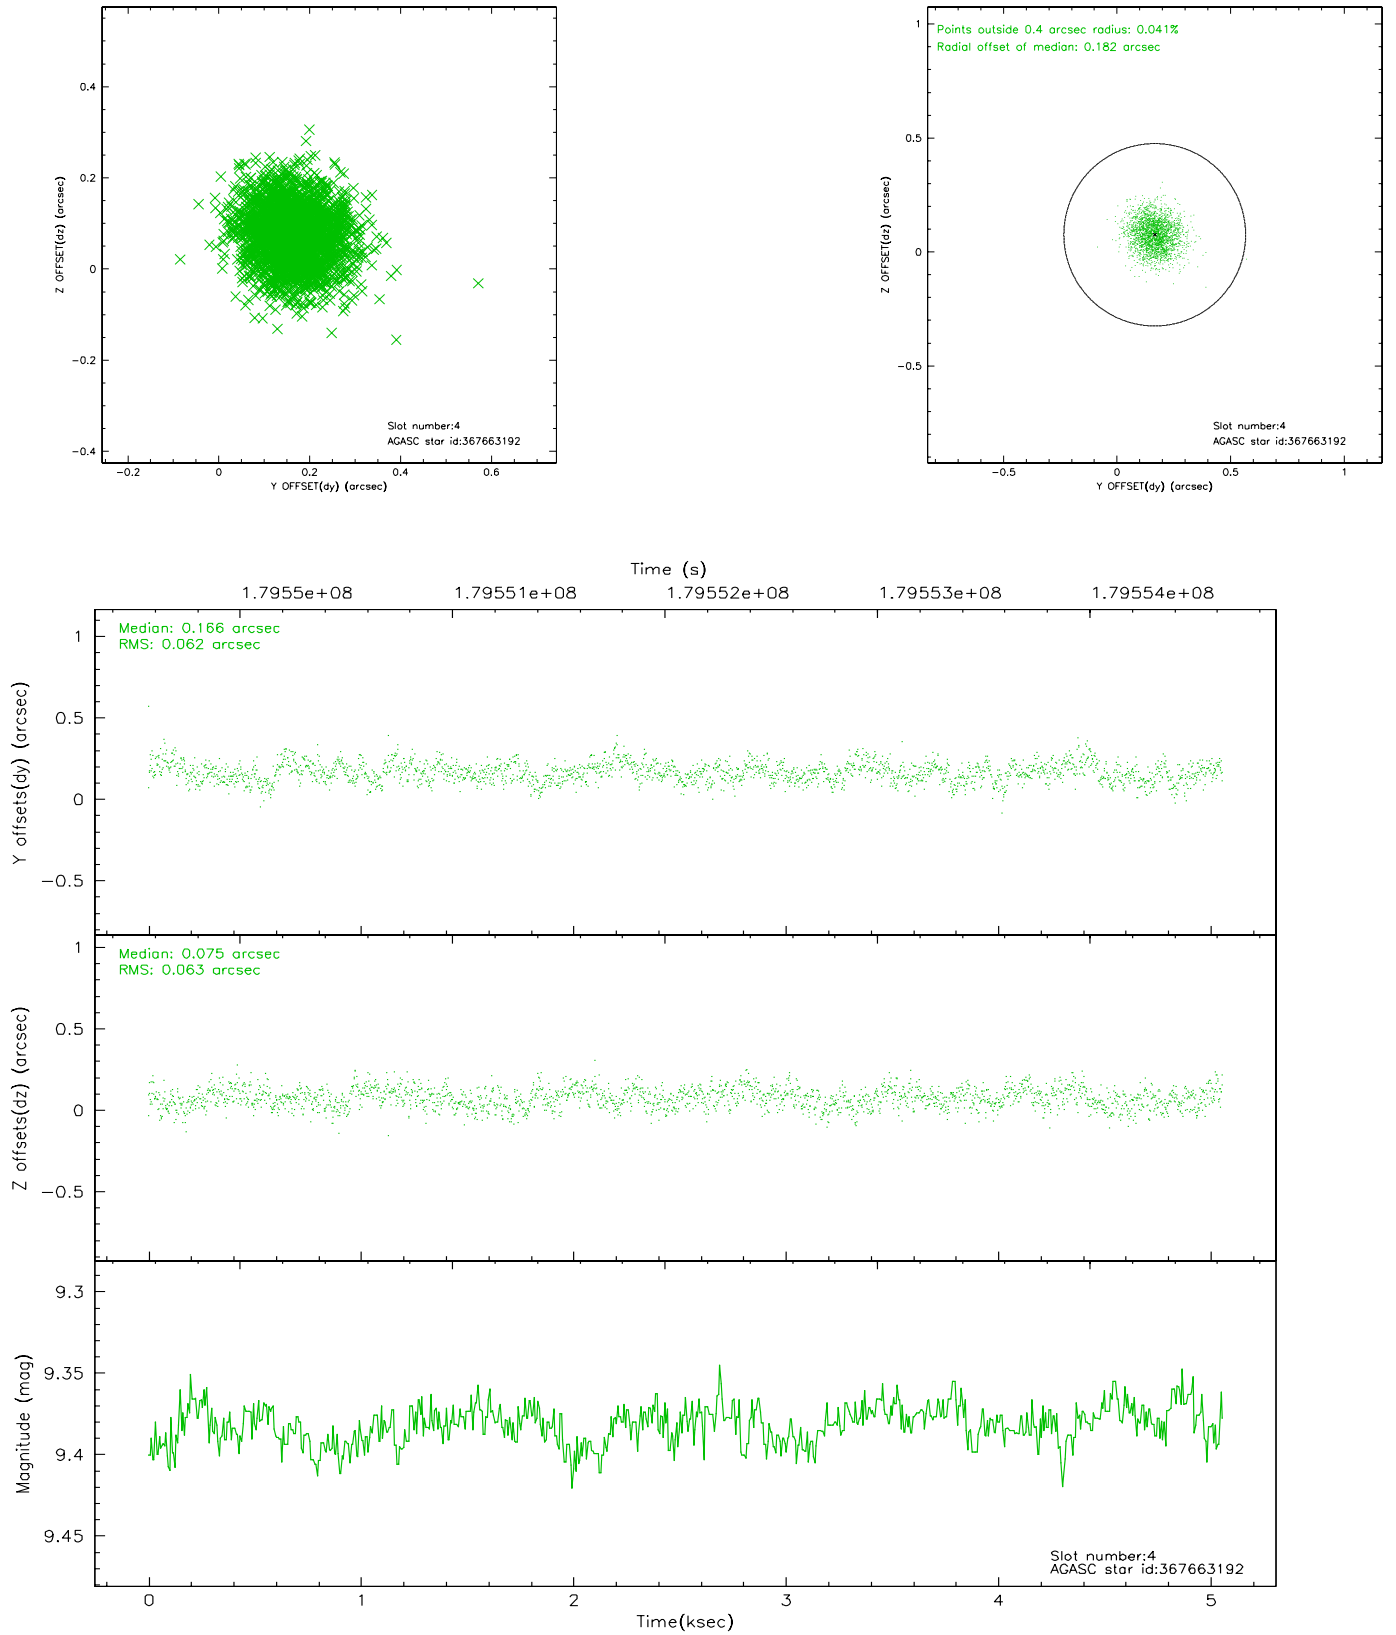 0.4
0.2
0
−0.2
−0.4
Z OFFSET(dz) (arcsec)
Slot number:4
AGASC star id:367663192
−0.2 0 0.2 0.4 0.6
Y OFFSET(dy) (arcsec)
Points outside 0.4 arcsec radius: 0.041%
Radial offset of median: 0.182 arcsec
1
0.5
0
−0.5
Z OFFSET(dz) (arcsec)
Slot number:4
AGASC star id:367663192
−0.5 0 0.5 1
Y OFFSET(dy) (arcsec)
Time (s)
1.7955e+08 1.79551e+08 1.79552e+08 1.79553e+08 1.79554e+08
Median: 0.166 arcsec
RMS: 0.062 arcsec
1
0.5
0
−0.5
Y offsets(dy) (arcsec)
Median: 0.075 arcsec
RMS: 0.063 arcsec
1
0.5
0
−0.5
Z offsets(dz) (arcsec)
9.3
9.35
9.4
9.45
Magnitude (mag)
Slot number:4
AGASC star id:367663192
0 1 2 3 4 5
Time(ksec)